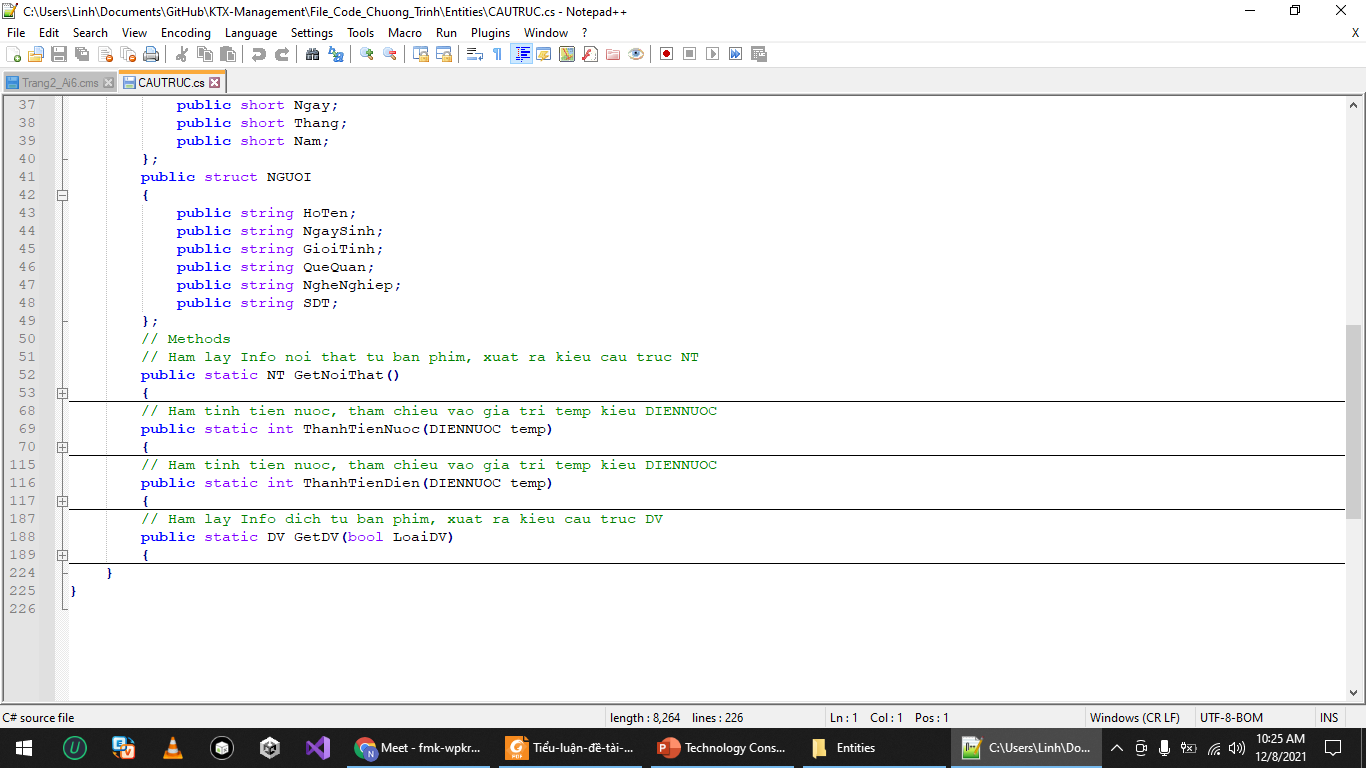 C:\Users\Linh\Documents\GitHub\KTX-Management\File_Code_Chuong_Trinh\Entities\CAUTRUC.cs - Notepad++
File Edit Search View Encoding Language Settings Tools Macro Run Plugins Window ? X
Trang2_Ai6.cms CAUTRUC.cs
37 public short Ngay;
38 public short Thang;
39 public short Nam;
40 };
41 public struct NGUOI
42 {
43 public string HoTen;
44 public string NgaySinh;
45 public string GioiTinh;
46 public string QueQuan;
47 public string NgheNghiep;
48 public string SDT;
49 };
50 // Methods
51 // Ham lay Info noi that tu ban phim, xuat ra kieu cau truc NT
52 public static NT GetNoiThat()
53 {
68 // Ham tinh tien nuoc, tham chieu vao gia tri temp kieu DIENNUOC
69 public static int ThanhTienNuoc(DIENNUOC temp)
70 {
115 // Ham tinh tien nuoc, tham chieu vao gia tri temp kieu DIENNUOC
116 public static int ThanhTienDien(DIENNUOC temp)
117 {
187 // Ham lay Info dich tu ban phim, xuat ra kieu cau truc DV
188 public static DV GetDV(bool LoaiDV)
189 {
224 }
225 }
226
C# source file length : 8,264 lines : 226 Ln : 1 Col : 1 Pos : 1 Windows (CR LF) UTF-8-BOM INS
Meet - fmk-wpkr... Tiểu-luận-đề-tài-... Technology Cons... Entities C:\Users\Linh\Do... 10:25 AM
12/8/2021